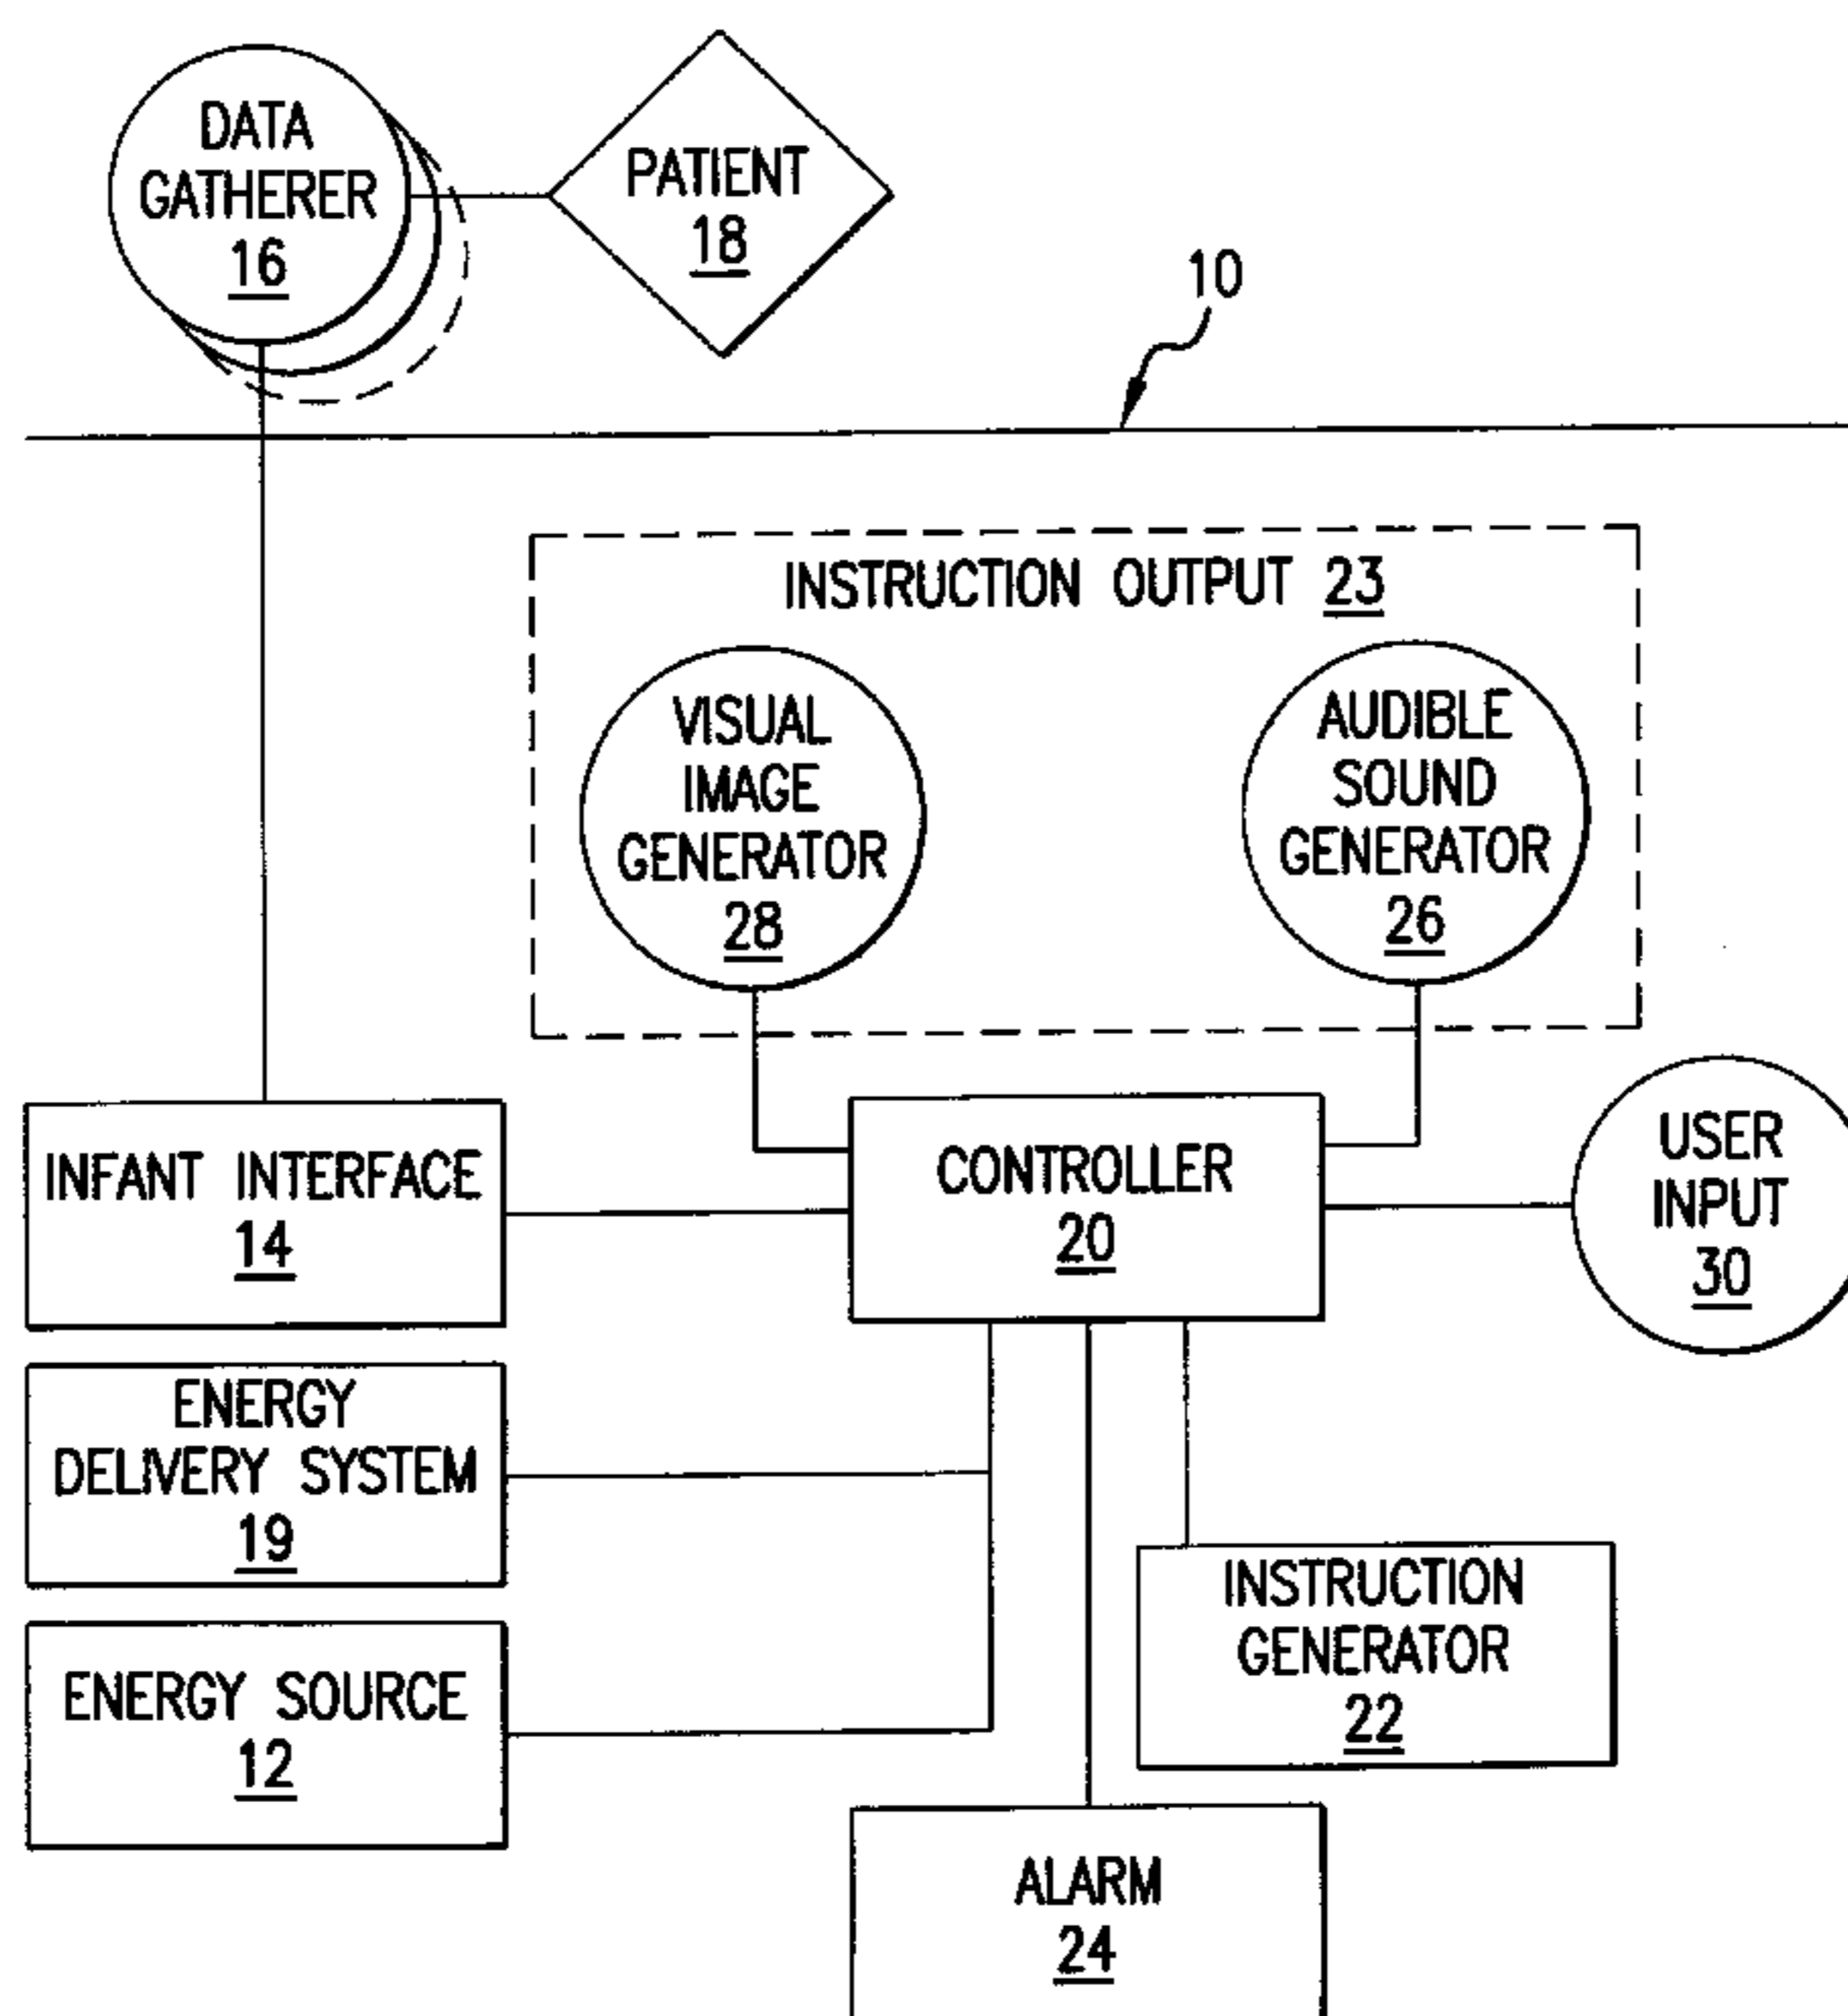 DATA
GATHERER
16
PATIENT
18
10
INSTRUCTION OUTPUT 23
VISUAL
IMAGE
GENERATOR
28
AUDIBLE
SOUND
GENERATOR
26
INFANT INTERFACE
14
CONTROLLER
20
USER
INPUT
30
ENERGY
DELIVERY SYSTEM
19
INSTRUCTION
GENERATOR
22
ENERGY SOURCE
12
ALARM
24